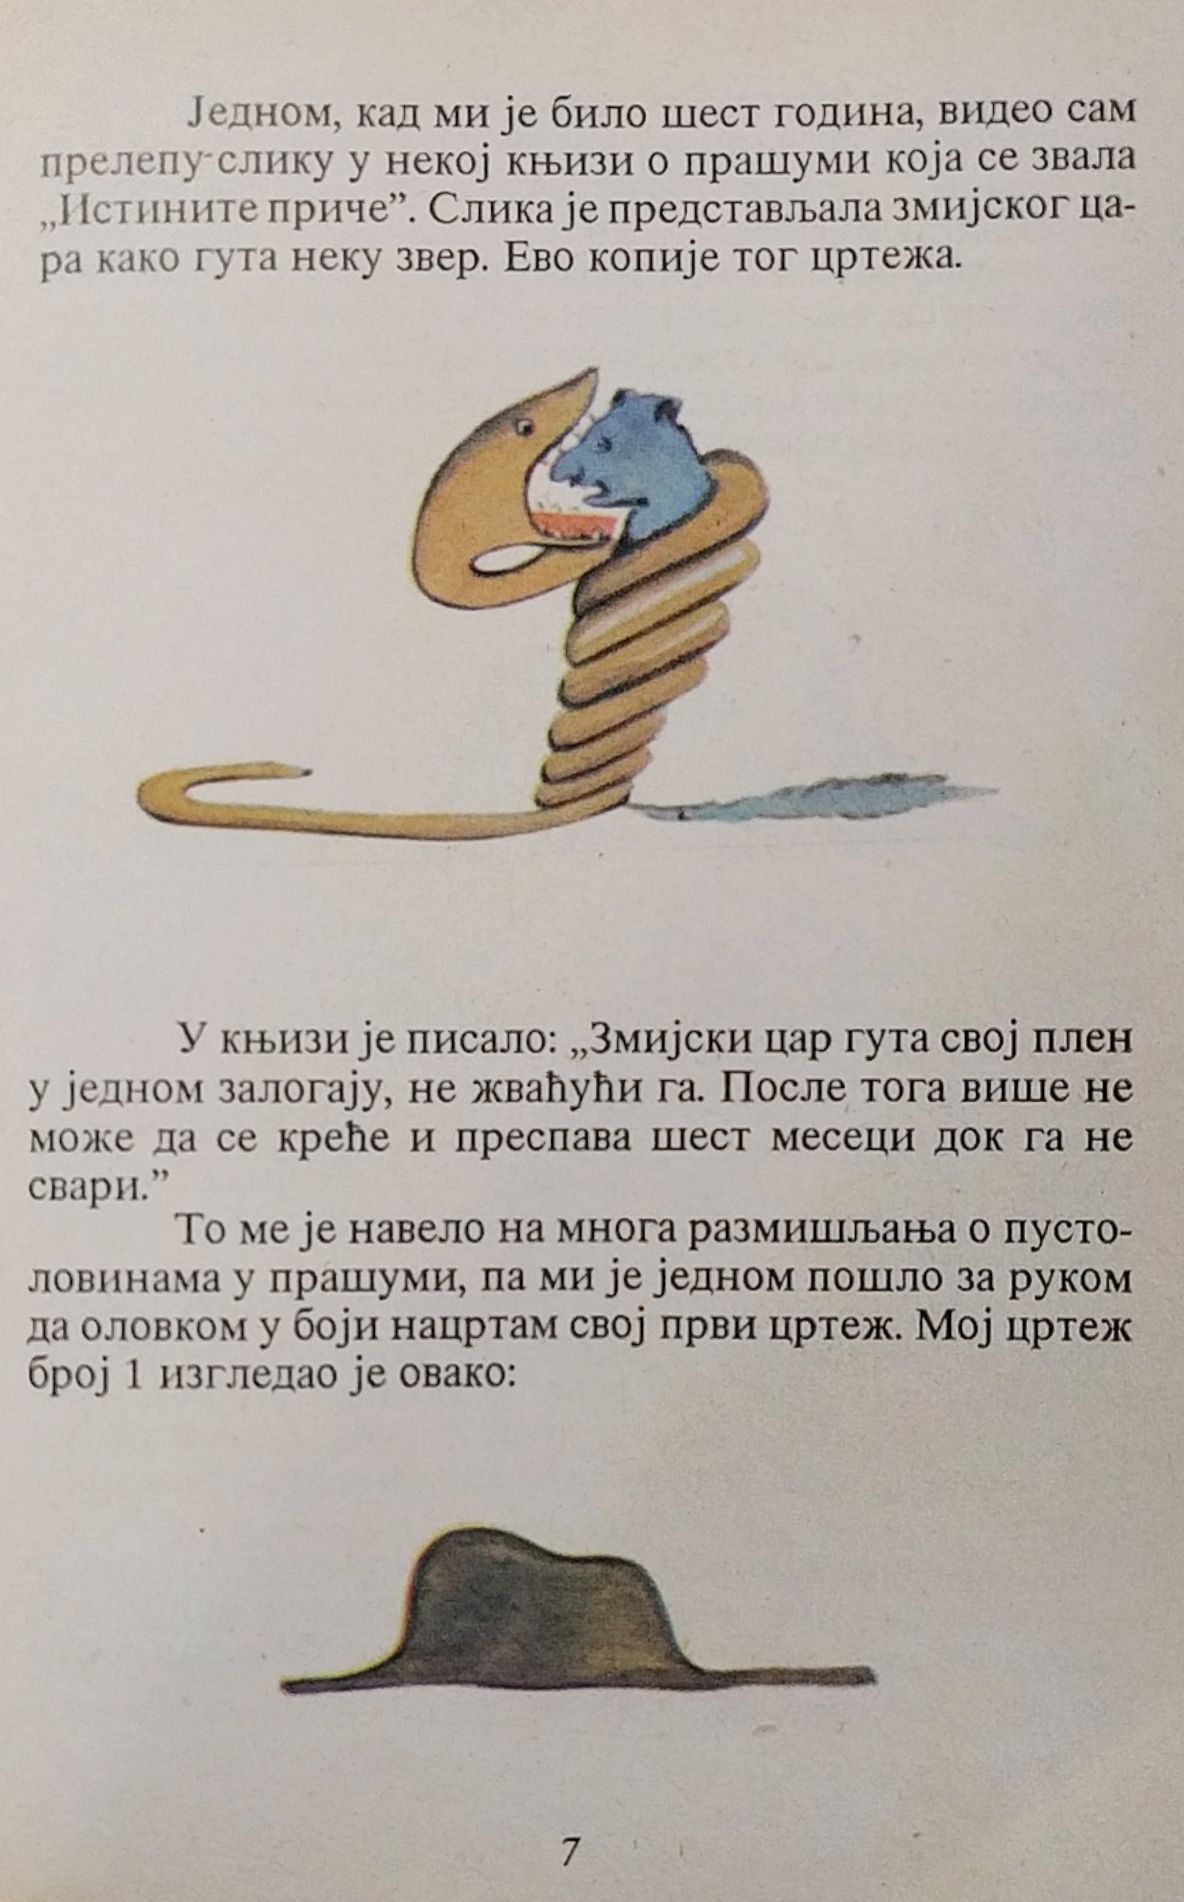 Једном, кад ми је било шест година, видео сам
прелепу слику у некој књизи о прашуми која се звала
„Истините приче”. Слика је представљала змијског ца-
ра како гута неку звер. Ево копије тог цртежа.
У књизи је писало: „Змијски цар гута свој плен
у једном залогају, не жваћући га. После тога више не
може да се креће и преспава шест месеци док га не
свари.”
То ме је навело на многа размишљања о пусто-
ловинама у прашуми, па ми је једном пошло за руком
да оловком у боји нацртам свој први цртеж. Мој цртеж
број 1 изгледао је овако:
7